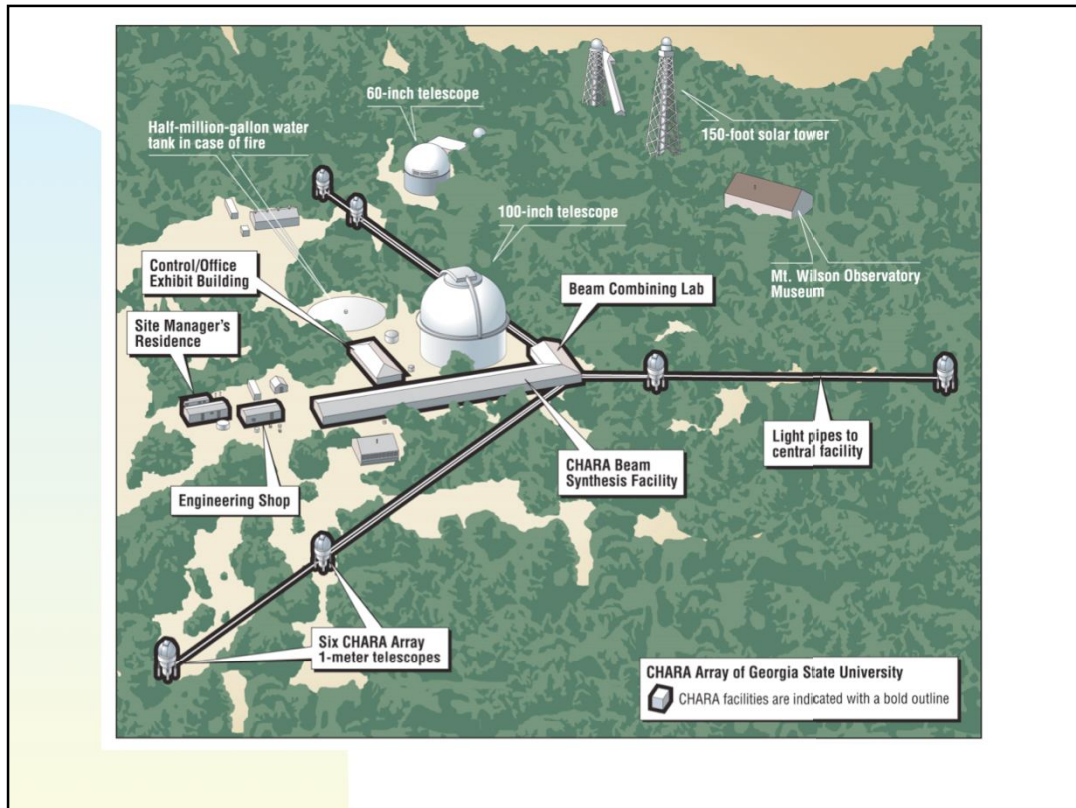 60-inch telescope
Half-million-gallon water
tank in case of fire
150-foot solar tower
100-inch telescope
Control/Office
Exhibit Building
Beam Combining Lab
Mt. Wilson Observatory
Museum
Site Manager's
Residence
Light pipes to
central facility
CHARA Beam
Synthesis Facility
Engineering Shop
Six CHARA Array
1-meter telescopes
CHARA Array of Georgia State University
CHARA facilities are indicated with a bold outline